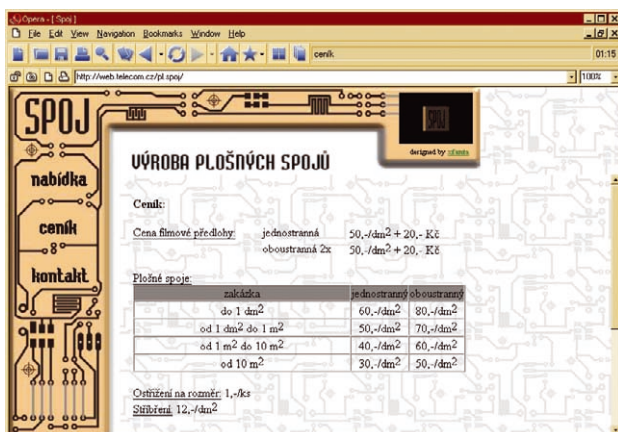 Opera - [ Spoj ]
File Edit View Navigation Bookmarks Window Help
ceník
01:15
http://web.telecom.cz/pl.spoj/
100%
SPOJ
SPOJ
designed by
VÝROBA PLOŠNÝCH SPOJŮ
nabídka
ceník
kontakt
Ceník:
Cena filmové předlohy: jednostranná 50,-/dm2 + 20,- Kč
oboustranná 2x 50,-/dm2 + 20,- Kč
Plošné spoje:
zakázka jednostranný oboustranný
do 1 dm2 60,-/dm2 80,-/dm2
od 1 dm2 do 1 m2 50,-/dm2 70,-/dm2
od 1 m2 do 10 m2 40,-/dm2 60,-/dm2
od 10 m2 30,-/dm2 50,-/dm2
Ostřižení na rozměr: 1,-/ks
Stříbření: 12,-/dm2